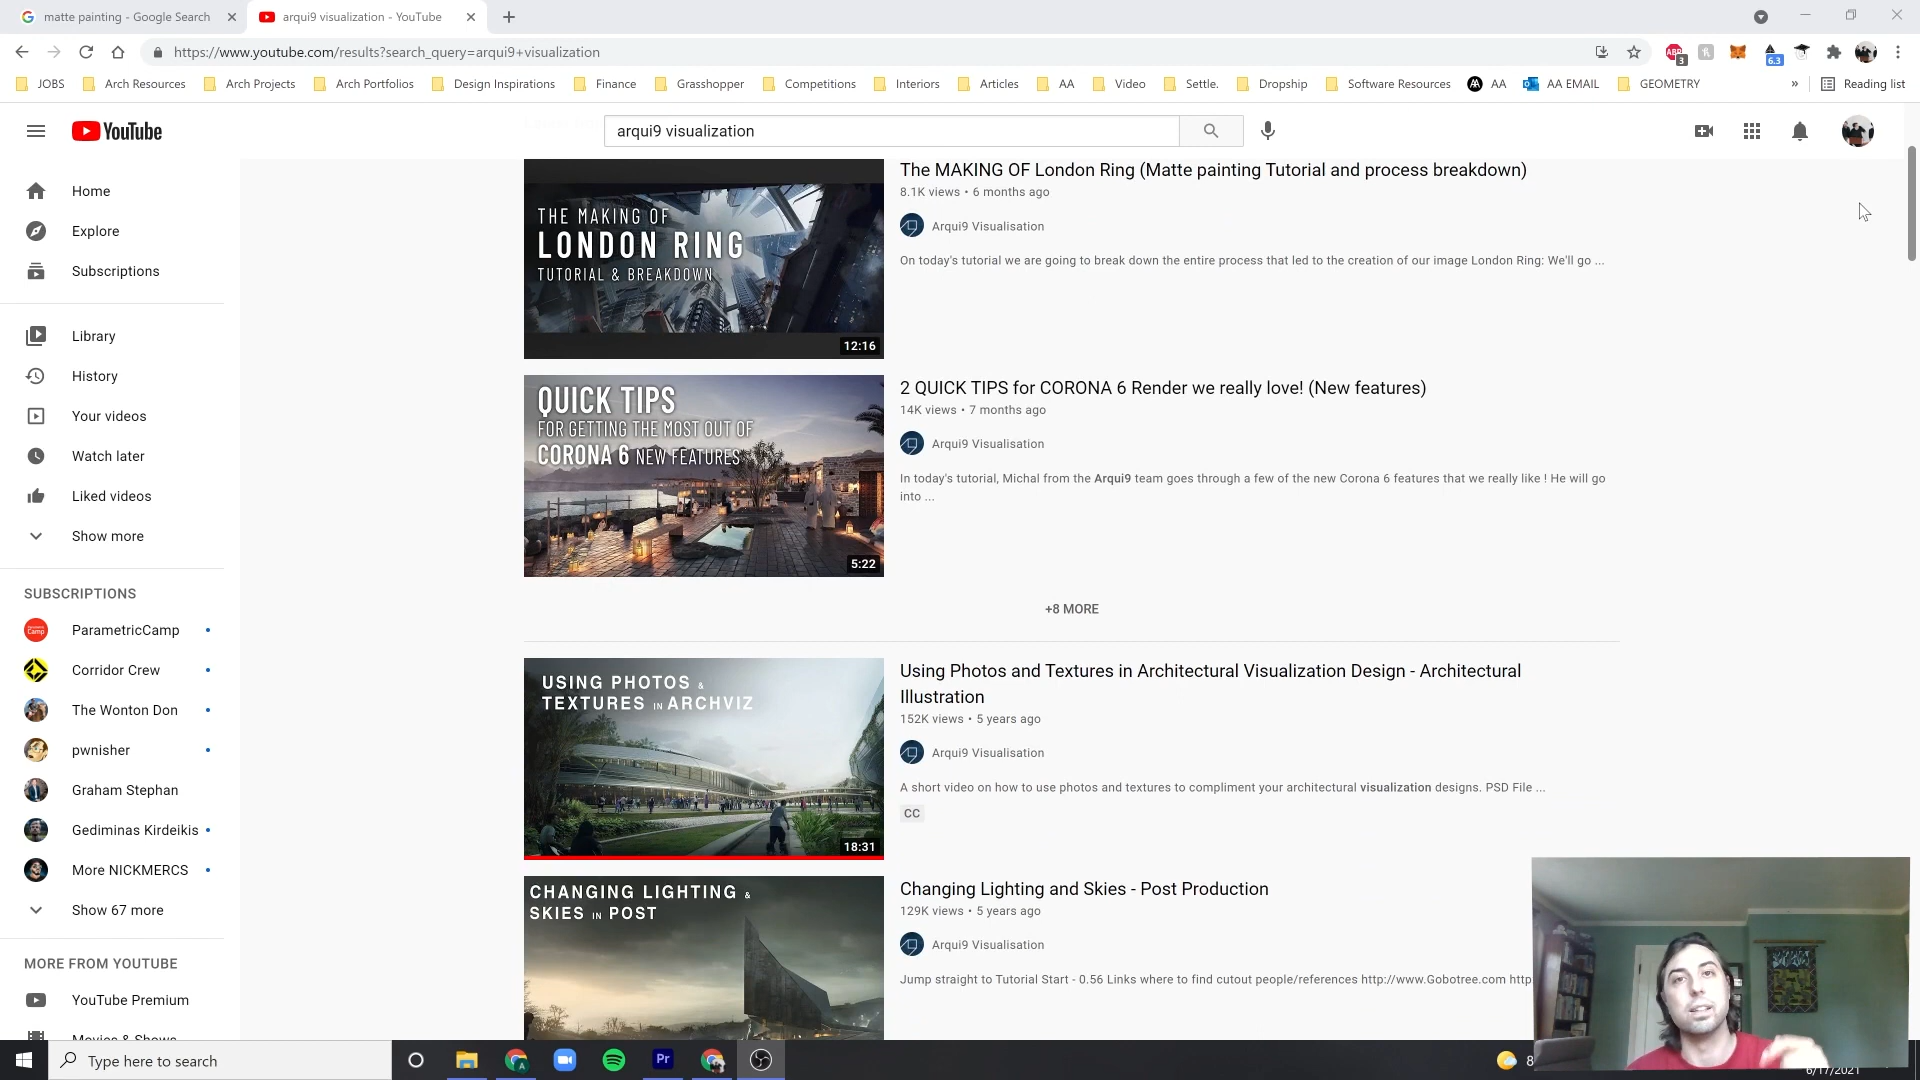 matte painting - Google Search
arqui9 visualization - YouTube
https://www.youtube.com/results?search_query=arqui9+visualization
ABP
3
6.3
JOBS
Arch Resources
Arch Projects
Arch Portfolios
Design Inspirations
Finance
Grasshopper
Competitions
Interiors
Articles
AA
Video
Settle.
Dropship
Software Resources
AA
AA EMAIL
GEOMETRY
»
Reading list
YouTube
arqui9 visualization
Home
Explore
Subscriptions
Library
History
Your videos
Watch later
Liked videos
Show more
SUBSCRIPTIONS
ParametricCamp
Corridor Crew
The Wonton Don
pwnisher
Graham Stephan
Gediminas Kirdeikis
More NICKMERCS
Show 67 more
MORE FROM YOUTUBE
YouTube Premium
Movies & Shows
THE MAKING OF
LONDON RING
TUTORIAL & BREAKDOWN
12:16
The MAKING OF London Ring (Matte painting Tutorial and process breakdown)
8.1K views • 6 months ago
Arqui9 Visualisation
On today's tutorial we are going to break down the entire process that led to the creation of our image London Ring: We'll go ...
QUICK TIPS
FOR GETTING THE MOST OUT OF
CORONA 6 NEW FEATURES
5:22
2 QUICK TIPS for CORONA 6 Render we really love! (New features)
14K views • 7 months ago
Arqui9 Visualisation
In today's tutorial, Michal from the Arqui9 team goes through a few of the new Corona 6 features that we really like ! He will go
into ...
+8 MORE
USING PHOTOS &
TEXTURES IN ARCHVIZ
18:31
Using Photos and Textures in Architectural Visualization Design - Architectural
Illustration
152K views • 5 years ago
Arqui9 Visualisation
A short video on how to use photos and textures to compliment your architectural visualization designs. PSD File ...
CC
CHANGING LIGHTING &
SKIES IN POST
Changing Lighting and Skies - Post Production
129K views • 5 years ago
Arqui9 Visualisation
Jump straight to Tutorial Start - 0.56 Links where to find cutout people/references http://www.Gobotree.com http
Type here to search
Pr
8
6/17/2021